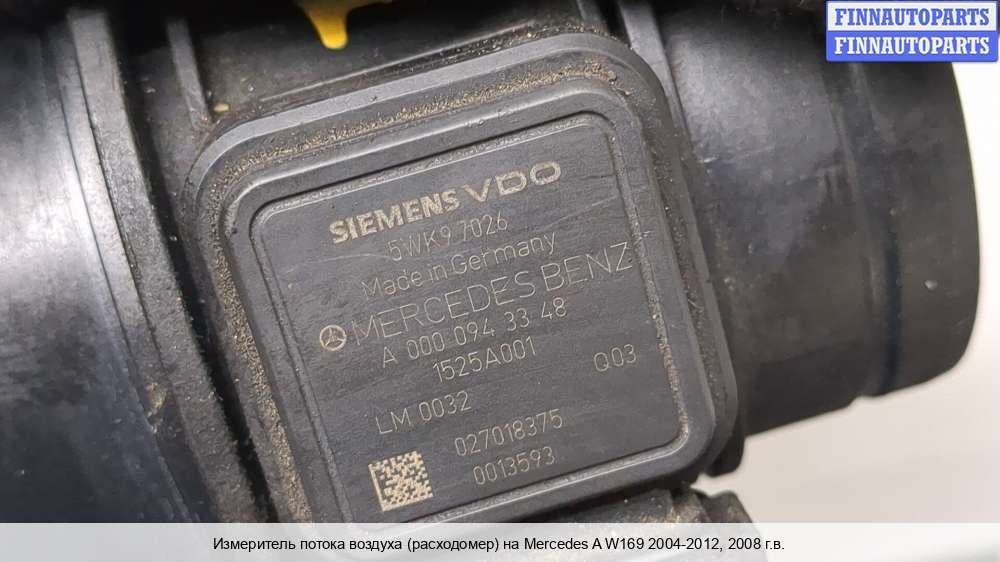 FINNAUTOPARTS
FINNAUTOPARTS
SIEMENS VDO
5WK9 7026
Made in Germany
MERCEDES BENZ
A 000 094 33 48
1525A001
Q03
LM 0032
027018375
0013593
Измеритель потока воздуха (расходомер) на Mercedes A W169 2004-2012, 2008 г.в.